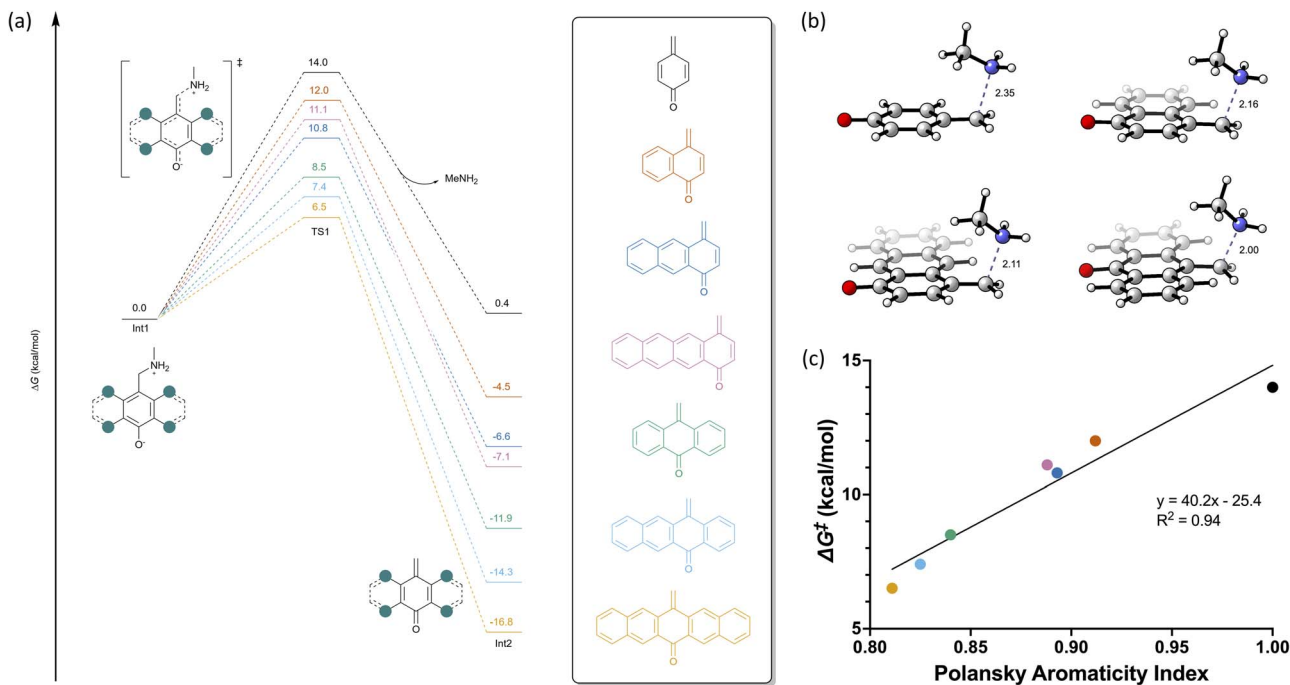 (a)
ΔG (kcal/mol)
‡
NH₂
+
O⁻
14.0
12.0
11.1
10.8
8.5
7.4
6.5
TS1
MeNH₂
0.0
Int1
NH₂
+
O⁻
0.4
-4.5
-6.6
-7.1
-11.9
-14.3
-16.8
Int2
O
O
O
O
O
O
O
O
(b)
2.35
2.16
2.11
2.00
(c)
ΔG‡ (kcal/mol)
15
10
5
y = 40.2x - 25.4
R² = 0.94
0.80 0.85 0.90 0.95 1.00
Polansky Aromaticity Index